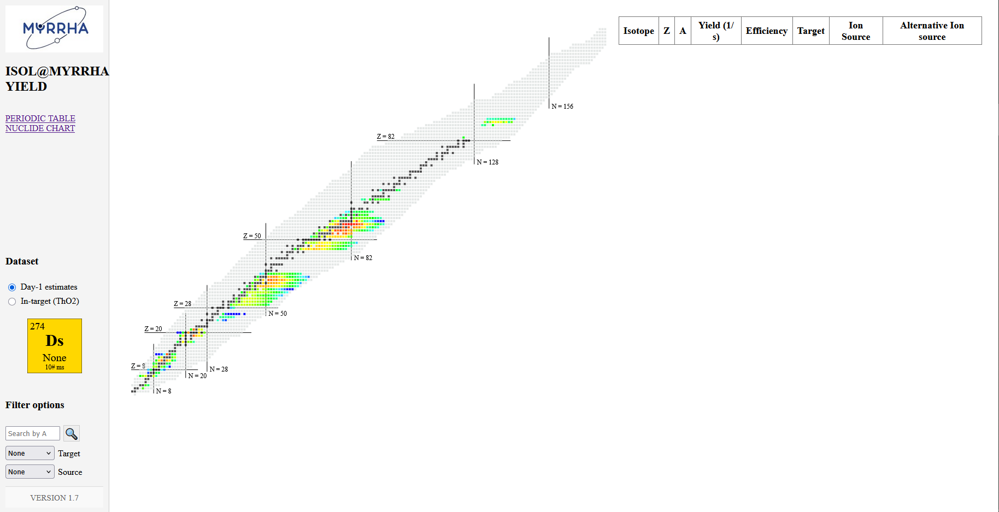 MYRRHA
ISOL@MYRRHA
YIELD
PERIODIC TABLE
NUCLIDE CHART
Dataset
Day-1 estimates
In-target (ThO2)
274
Ds
None
10# ms
Filter options
Search by A
None
Target
None
Source
VERSION 1.7
N = 156
Z = 82
N = 128
Z = 50
N = 82
Z = 28
N = 50
Z = 20
Z = 8
N = 28
N = 20
N = 8
Isotope Z A Yield (1/
s) Efficiency Target Ion
Source Alternative Ion
source